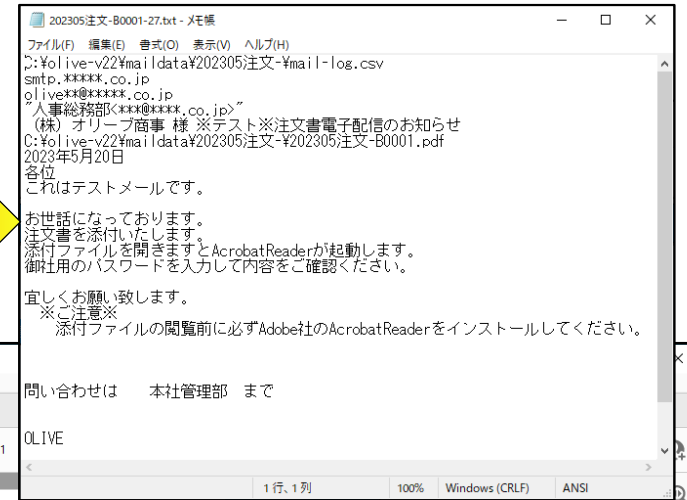 202305注文-B0001-27.txt - メモ帳
ファイル(F) 編集(E) 書式(O) 表示(V) ヘルプ(H)
C:¥olive-v22¥maildata¥202305注文-¥mail-log.csv
smtp.*****.co.jp
olive**@*****.co.jp
"人事総務部<***@****.co.jp>"
（株）オリーブ商事 様 ※テスト※注文書電子配信のお知らせ
C:¥olive-v22¥maildata¥202305注文-¥202305注文-B0001.pdf
2023年5月20日
各位
これはテストメールです。
お世話になっております。
注文書を添付いたします。
添付ファイルを開きますとAcrobatReaderが起動します。
御社用のパスワードを入力して内容をご確認ください。
宜しくお願い致します。
※ご注意※
添付ファイルの閲覧前に必ずAdobe社のAcrobatReaderをインストールしてください。
問い合わせは 本社管理部 まで
OLIVE
1
1行、1列 100% Windows (CRLF) ANSI